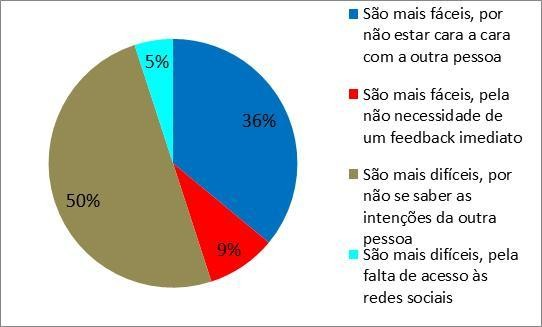 5%
36%
50%
9%
São mais fáceis, por
não estar cara a cara
com a outra pessoa
São mais fáceis, pela
não necessidade de
um feedback imediato
São mais difíceis, por
não se saber as
intenções da outra
pessoa
São mais difíceis, pela
falta de acesso às
redes sociais